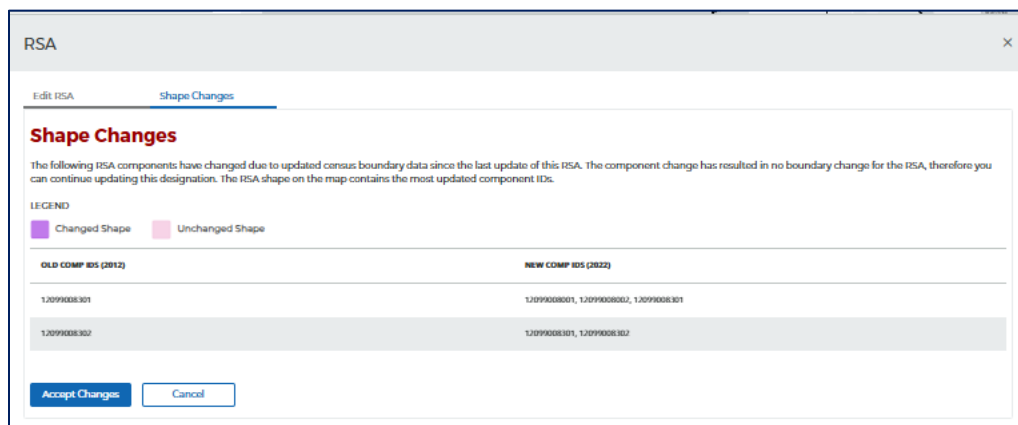 RSA
×
Edit RSA Shape Changes
Shape Changes
The following RSA components have changed due to updated census boundary data since the last update of this RSA. The component change has resulted in no boundary change for the RSA, therefore you
can continue updating this designation. The RSA shape on the map contains the most updated component IDs.
LEGEND
Changed Shape Unchanged Shape
OLD COMP IDS (2012) NEW COMP IDS (2022)
12099008301 12099008001, 12099008002, 12099008301
12099008302 12099008301, 12099008302
Accept Changes Cancel